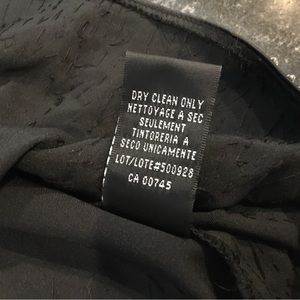 DRY CLEAN ONLY
NETTOYAGE A SEC
SEULEMENT
TINTORERIA A
SECO UNICAMENTE
LOT/LOTE#500928
CA 00745